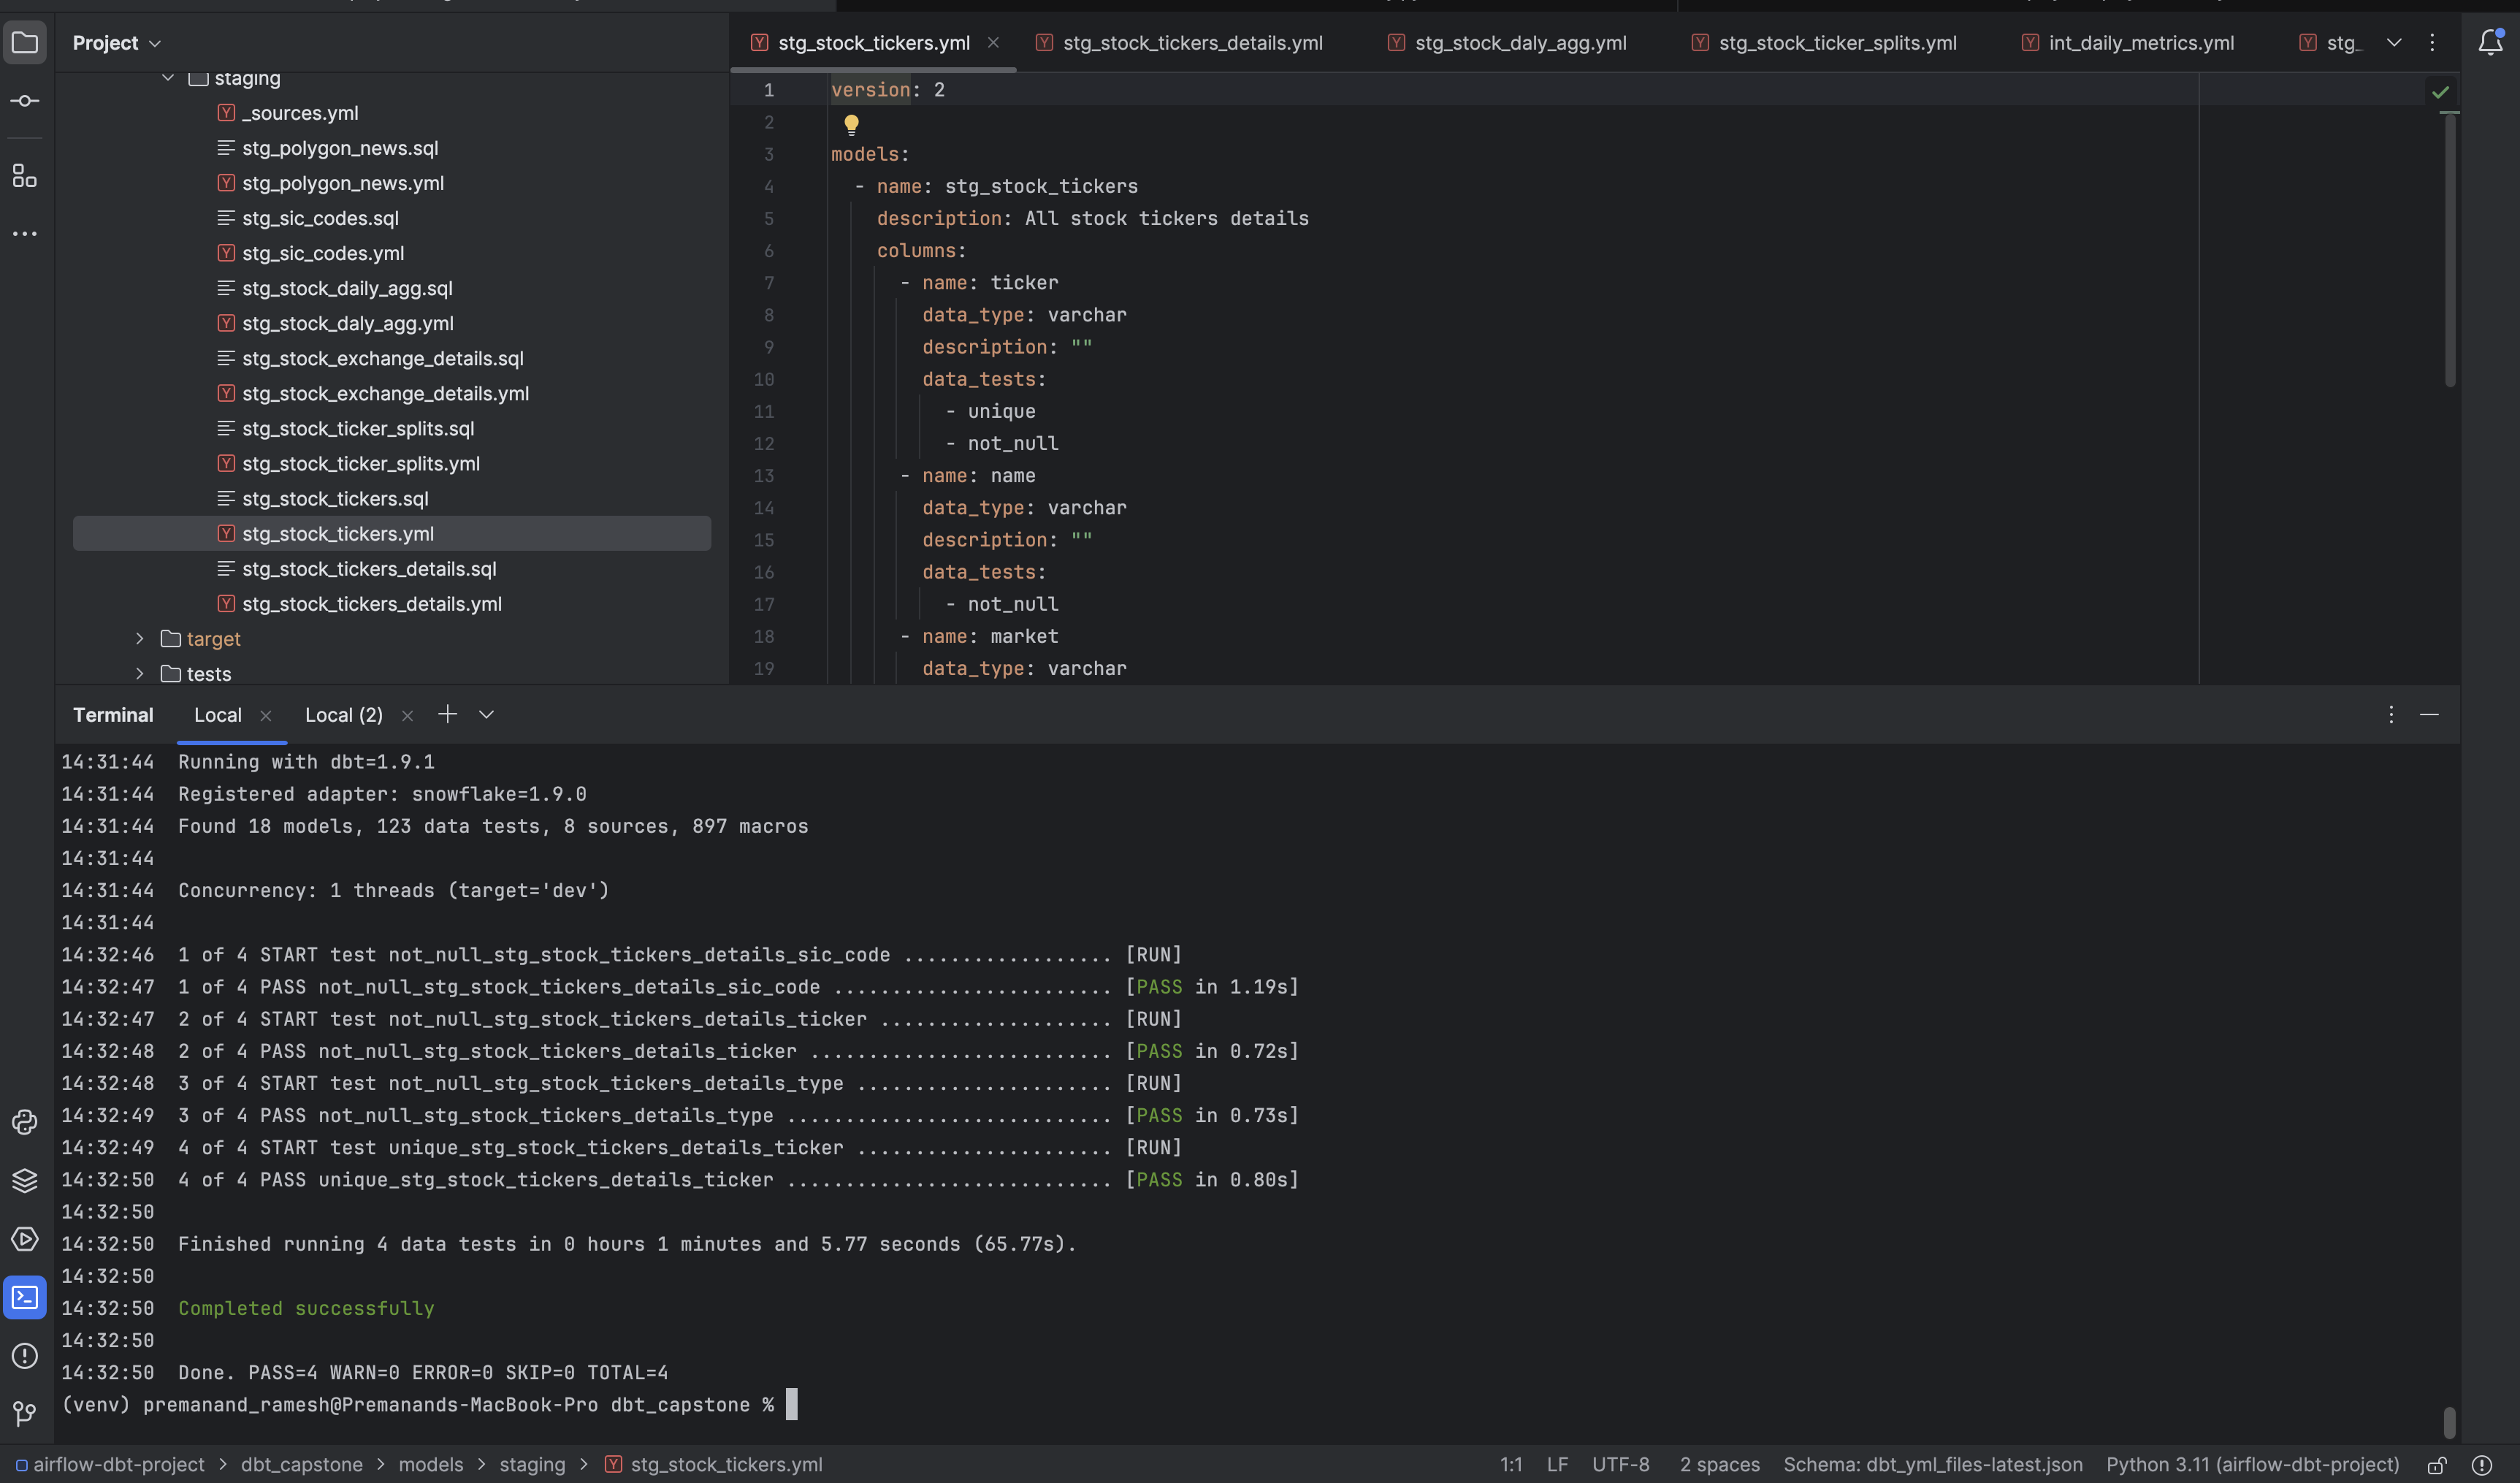 Project
staging
_sources.yml
stg_polygon_news.sql
stg_polygon_news.yml
stg_sic_codes.sql
stg_sic_codes.yml
stg_stock_daily_agg.sql
stg_stock_daly_agg.yml
stg_stock_exchange_details.sql
stg_stock_exchange_details.yml
stg_stock_ticker_splits.sql
stg_stock_ticker_splits.yml
stg_stock_tickers.sql
stg_stock_tickers.yml
stg_stock_tickers_details.sql
stg_stock_tickers_details.yml
target
tests
stg_stock_tickers.yml stg_stock_tickers_details.yml stg_stock_daly_agg.yml stg_stock_ticker_splits.yml int_daily_metrics.yml stg_
1 version: 2
2
3 models:
4 - name: stg_stock_tickers
5 description: All stock tickers details
6 columns:
7 - name: ticker
8 data_type: varchar
9 description: ""
10 data_tests:
11 - unique
12 - not_null
13 - name: name
14 data_type: varchar
15 description: ""
16 data_tests:
17 - not_null
18 - name: market
19 data_type: varchar
Terminal Local Local (2)
14:31:44 Running with dbt=1.9.1
14:31:44 Registered adapter: snowflake=1.9.0
14:31:44 Found 18 models, 123 data tests, 8 sources, 897 macros
14:31:44
14:31:44 Concurrency: 1 threads (target='dev')
14:31:44
14:32:46 1 of 4 START test not_null_stg_stock_tickers_details_sic_code .................. [RUN]
14:32:47 1 of 4 PASS not_null_stg_stock_tickers_details_sic_code ........................ [PASS in 1.19s]
14:32:47 2 of 4 START test not_null_stg_stock_tickers_details_ticker .................... [RUN]
14:32:48 2 of 4 PASS not_null_stg_stock_tickers_details_ticker .......................... [PASS in 0.72s]
14:32:48 3 of 4 START test not_null_stg_stock_tickers_details_type ...................... [RUN]
14:32:49 3 of 4 PASS not_null_stg_stock_tickers_details_type ............................ [PASS in 0.73s]
14:32:49 4 of 4 START test unique_stg_stock_tickers_details_ticker ...................... [RUN]
14:32:50 4 of 4 PASS unique_stg_stock_tickers_details_ticker ............................ [PASS in 0.80s]
14:32:50
14:32:50 Finished running 4 data tests in 0 hours 1 minutes and 5.77 seconds (65.77s).
14:32:50
14:32:50 Completed successfully
14:32:50
14:32:50 Done. PASS=4 WARN=0 ERROR=0 SKIP=0 TOTAL=4
(venv) premanand_ramesh@Premanands-MacBook-Pro dbt_capstone %
airflow-dbt-project > dbt_capstone > models > staging > stg_stock_tickers.yml 1:1 LF UTF-8 2 spaces Schema: dbt_yml_files-latest.json Python 3.11 (airflow-dbt-project)